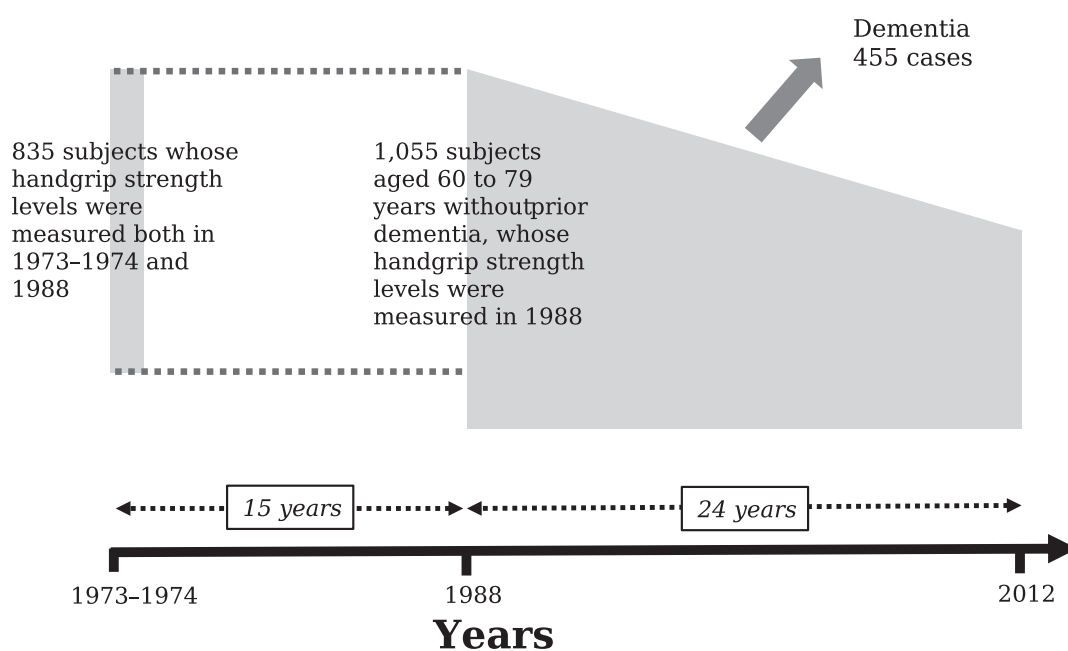 Dementia
455 cases
835 subjects whose
handgrip strength
levels were
measured both in
1973–1974 and
1988
1,055 subjects
aged 60 to 79
years withoutprior
dementia, whose
handgrip strength
levels were
measured in 1988
15 years
24 years
1973–1974
1988
2012
Years